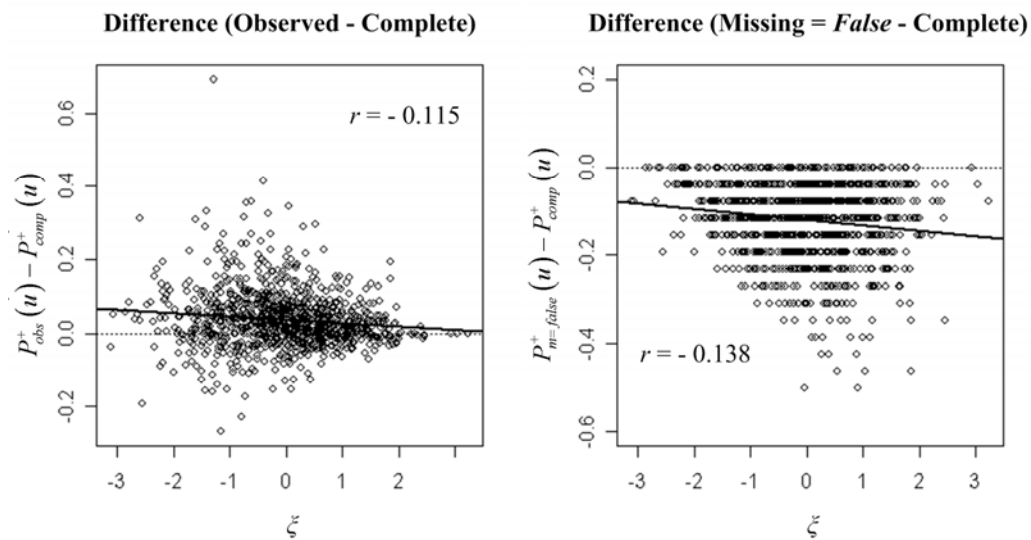 Difference (Observed - Complete)
r = - 0.115
P⁺obs (u) – P⁺comp (u)
0.6
0.4
0.2
0.0
-0.2
-3 -2 -1 0 1 2
ξ
Difference (Missing = False - Complete)
r = - 0.138
P⁺m=false (u) – P⁺comp (u)
0.2
0.0
-0.2
-0.4
-0.6
-3 -2 -1 0 1 2 3
ξ